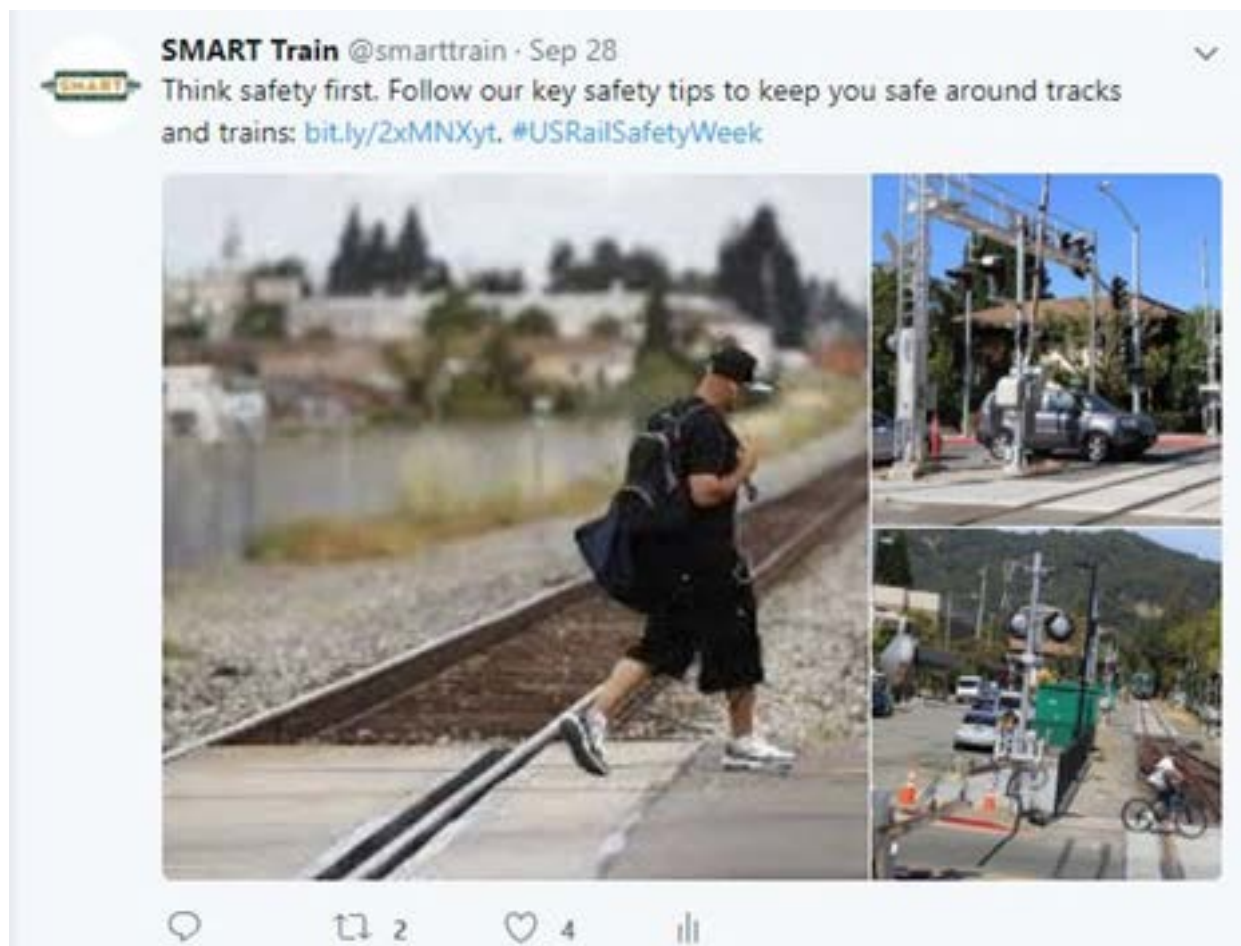 SMART Train @smarttrain · Sep 28
SMART
Think safety first. Follow our key safety tips to keep you safe around tracks
and trains: bit.ly/2xMNXyt. #USRailSafetyWeek
2
4